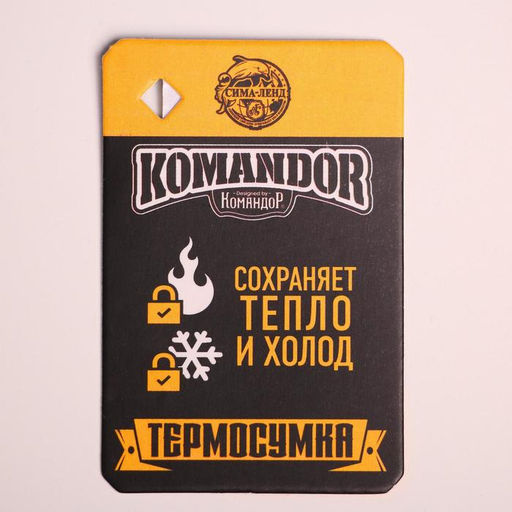 СИМА-ЛЕНД
KOMANDOR
Designed by
КомандоР®
СОХРАНЯЕТ
ТЕПЛО
И ХОЛОД
ТЕРМОСУМКА